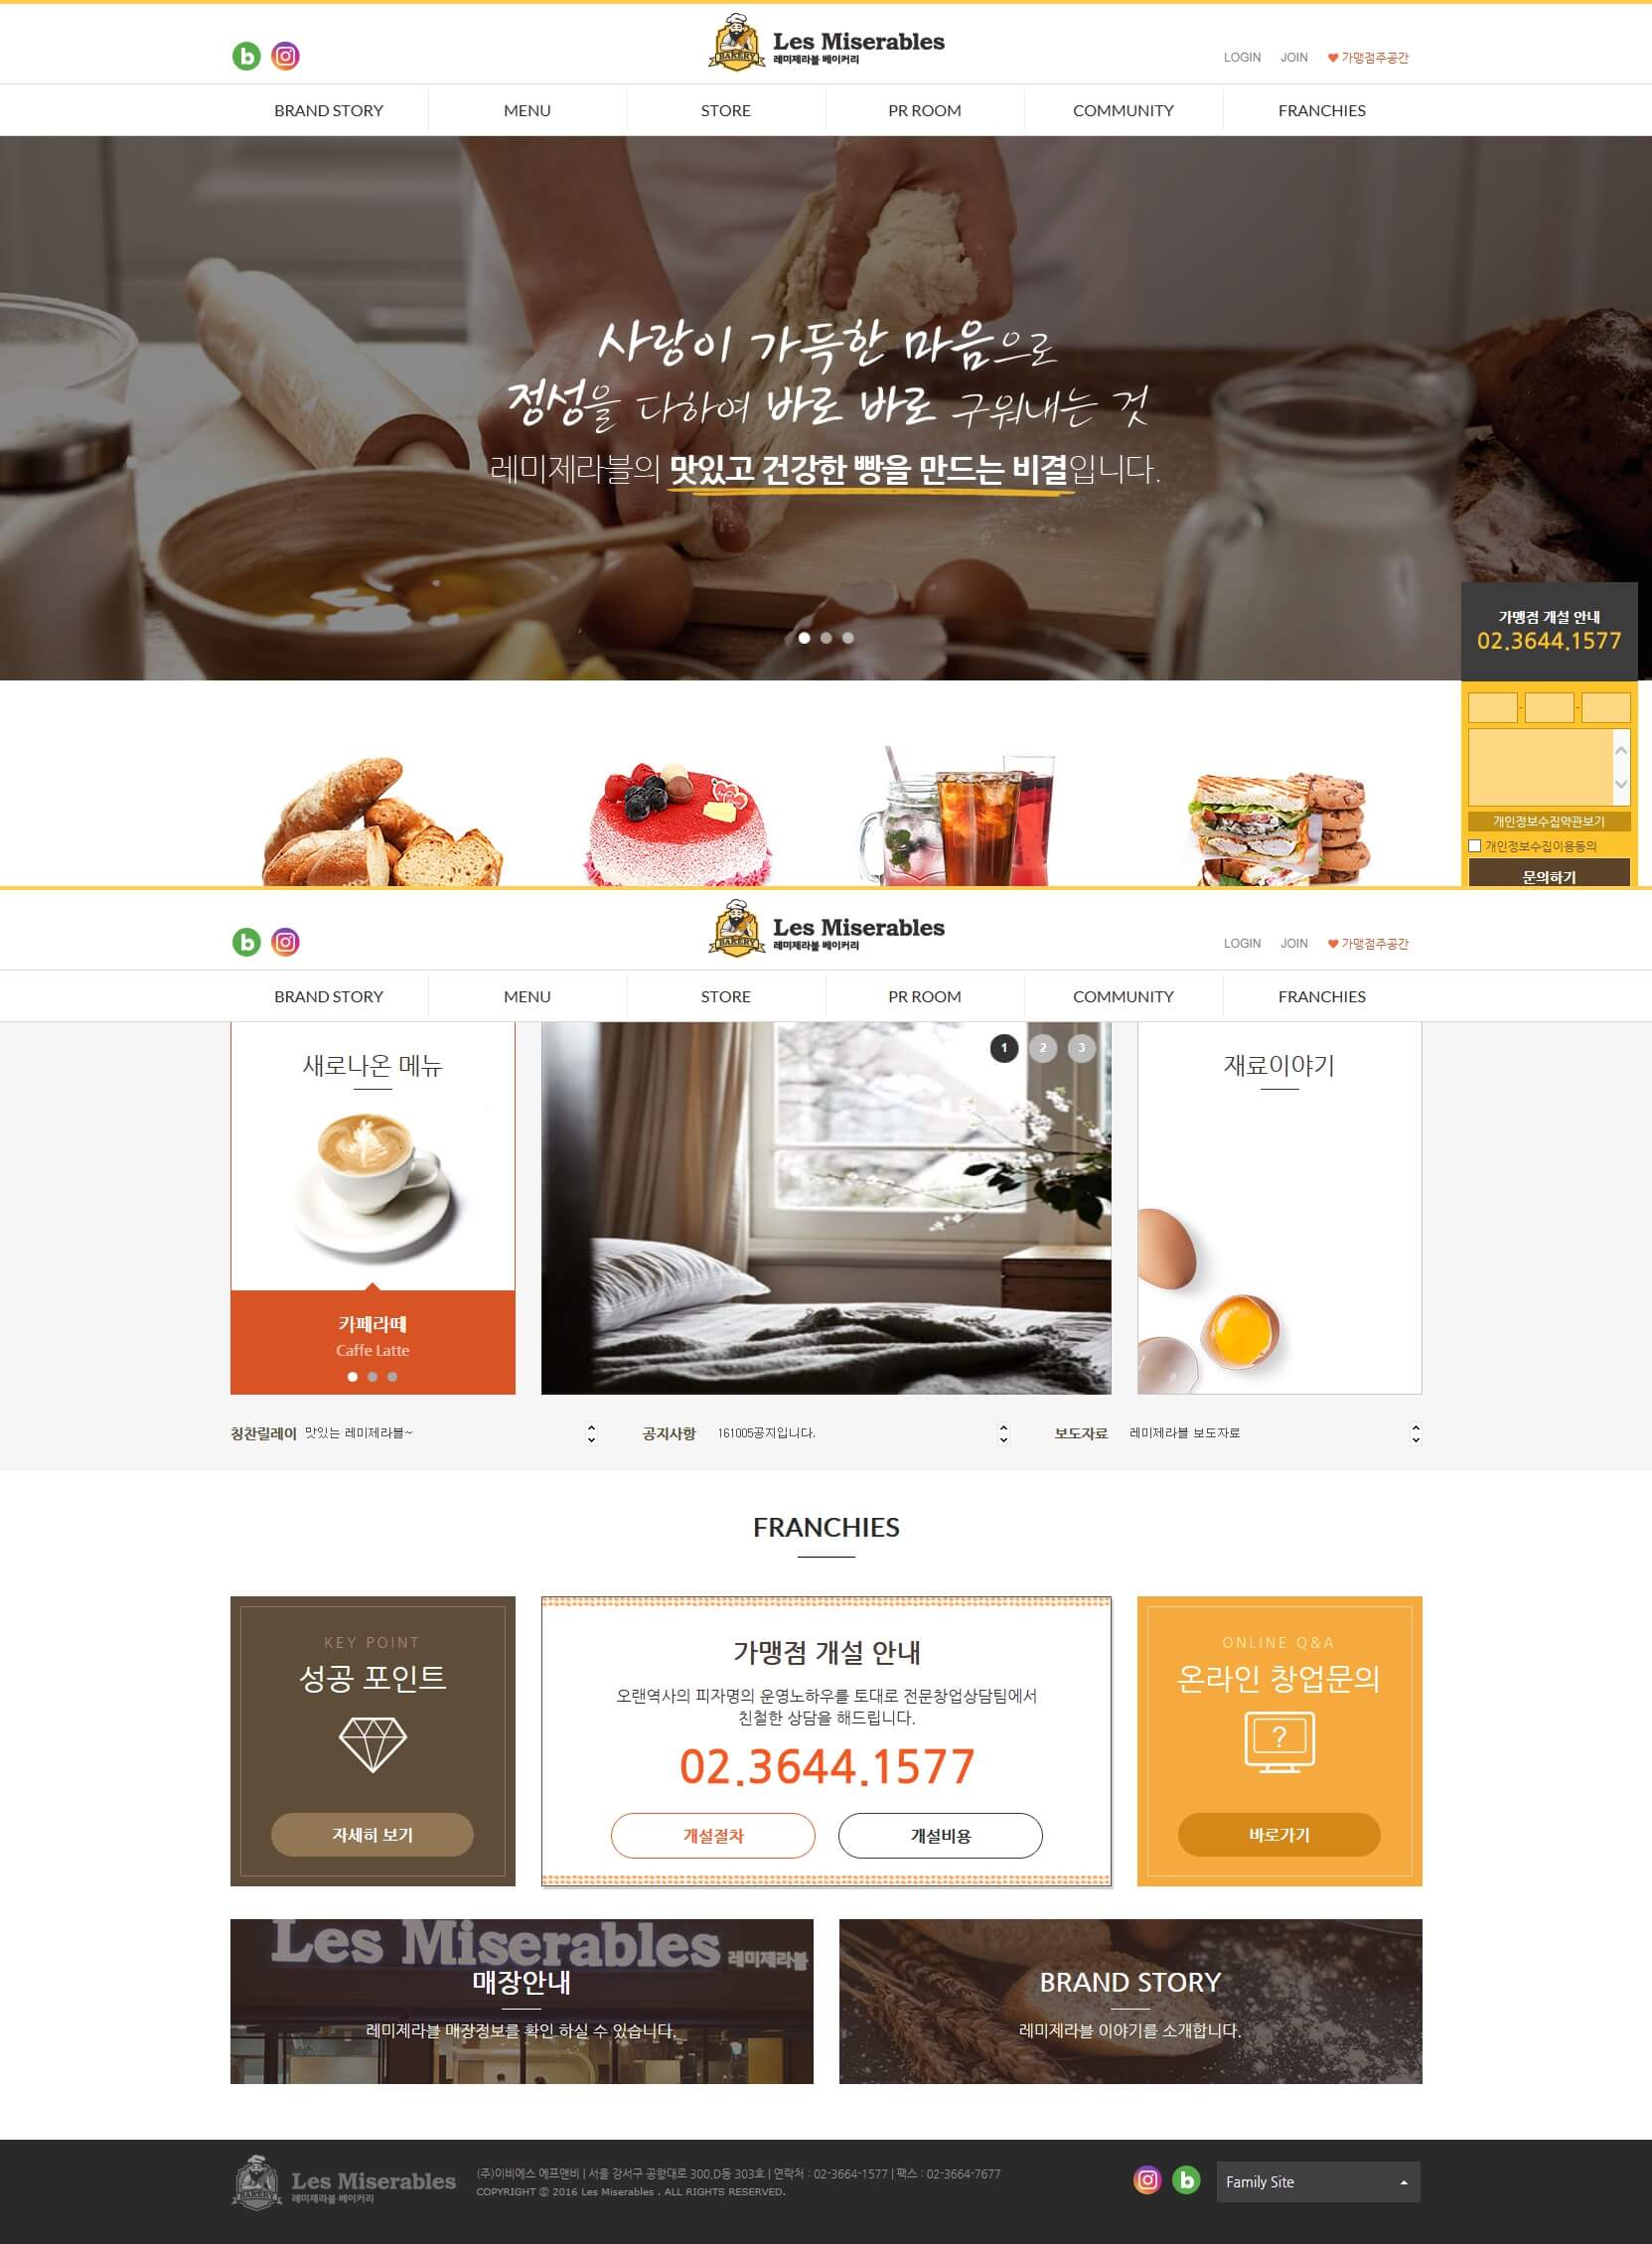 BAKERY
Les Miserables
레미제라블 베이커리
LOGIN JOIN 가맹점주공간
BRAND STORY MENU STORE PR ROOM COMMUNITY FRANCHIES
사랑이 가득한 마음으로
정성을 다하여 바로 바로 구워내는 것
레미제라블의 맛있고 건강한 빵을 만드는 비결입니다.
가맹점 개설 안내
02.3644.1577
- -
개인정보수집약관보기
개인정보수집이용동의
문의하기
BAKERY
Les Miserables
레미제라블 베이커리
LOGIN JOIN 가맹점주공간
BRAND STORY MENU STORE PR ROOM COMMUNITY FRANCHIES
새로나온 메뉴
카페라떼
Caffe Latte
1 2 3
재료이야기
칭찬릴레이 맛있는 레미제라블~
공지사항 161005공지입니다.
보도자료 레미제라블 보도자료
FRANCHIES
KEY POINT
성공 포인트
자세히 보기
가맹점 개설 안내
오랜역사의 피자명의 운영노하우를 토대로 전문창업상담팀에서
친철한 상담을 해드립니다.
02.3644.1577
개설절차 개설비용
ONLINE Q&A
온라인 창업문의
?
바로가기
Les Miserables 레미제라블
매장안내
레미제라블 매장정보를 확인 하실 수 있습니다.
BRAND STORY
레미제라블 이야기를 소개합니다.
BAKERY
Les Miserables
레미제라블 베이커리
(주)이비에스 에프앤비 | 서울 강서구 공항대로 300,D동 303호 | 연락처 : 02-3664-1577 | 팩스 : 02-3664-7677
COPYRIGHT ⓒ 2016 Les Miserables . ALL RIGHTS RESERVED.
Family Site